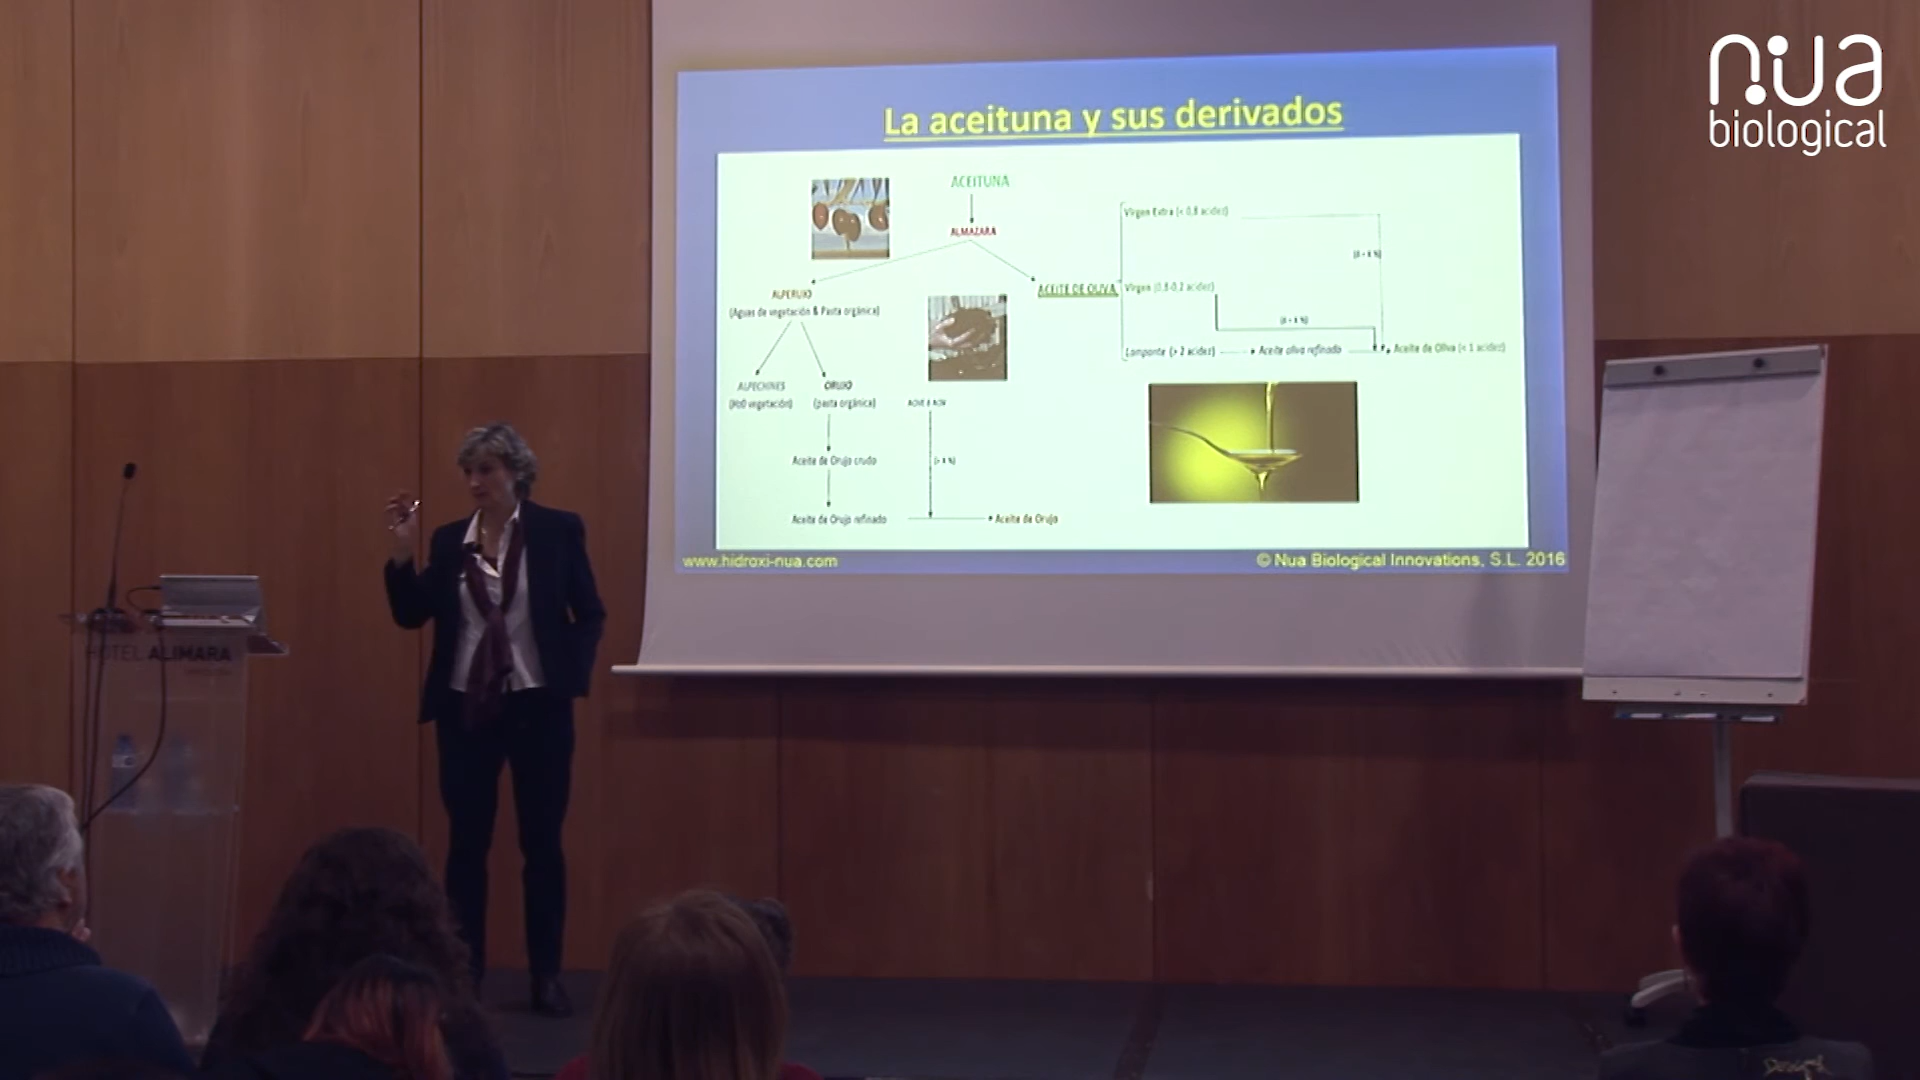 nua
biological
La aceituna y sus derivados
ACEITUNA
ALMAZARA
Virgen Extra (< 0,8 acidez)
ALPERUJO
(Aguas de vegetación & Pasta orgánica)
ACEITE DE OLIVA
Virgen (0,8-0,2 acidez)
Lampante (> 2 acidez)
Aceite oliva refinado
Aceite de Oliva (< 1 acidez)
ALPECHINES
(H2O vegetación)
ORUJO
(pasta orgánica)
Aceite de Orujo crudo
Aceite de Orujo refinado
Aceite de Orujo
www.hidroxi-nua.com
© Nua Biological Innovations, S.L. 2016
HOTEL ALIMARA